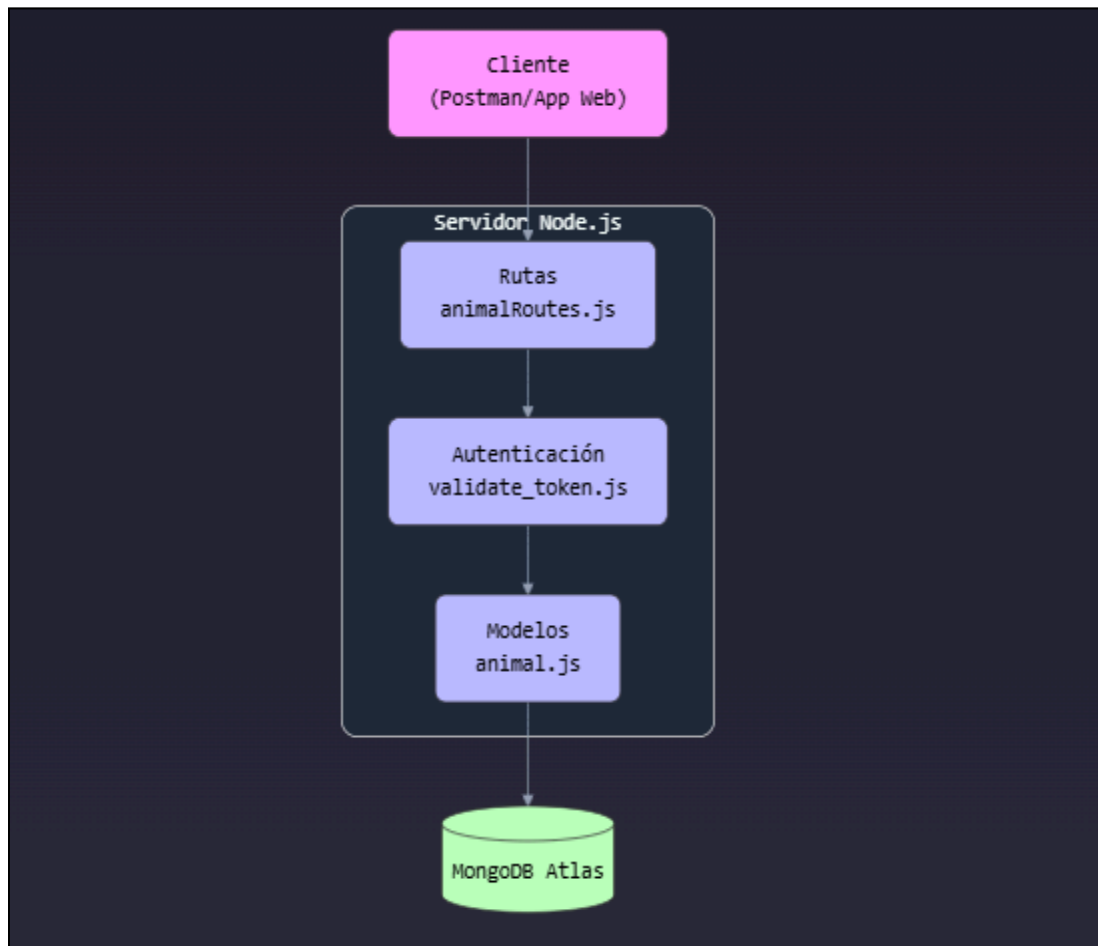 Cliente
(Postman/App Web)
Servidor Node.js
Rutas
animalRoutes.js
Autenticación
validate_token.js
Modelos
animal.js
MongoDB Atlas